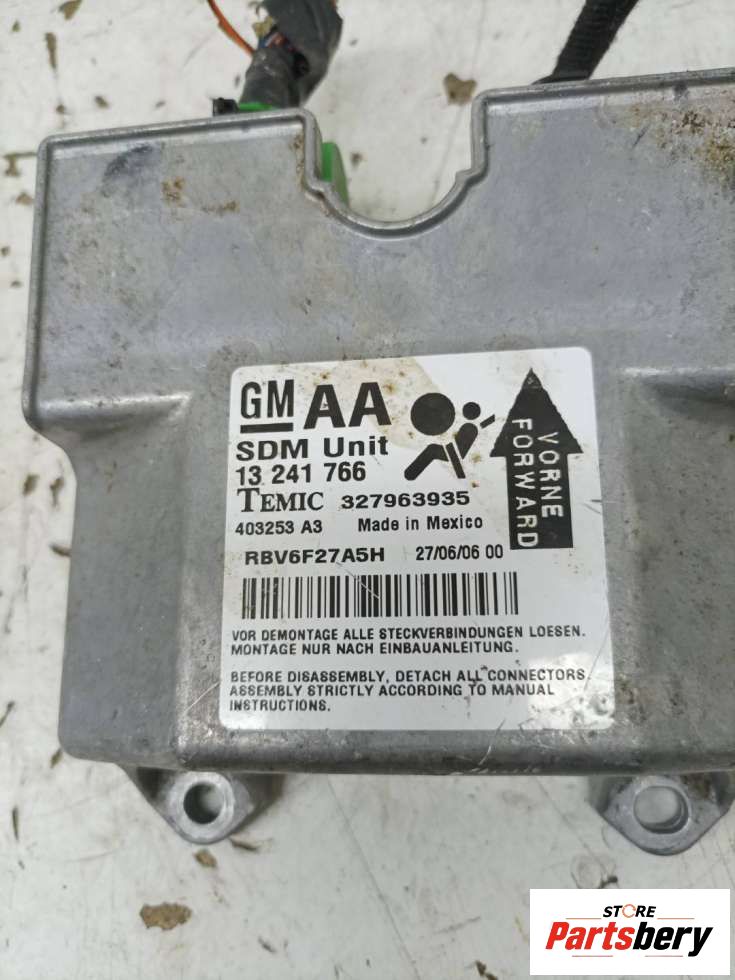 GM AA
SDM Unit
13 241 766
TEMIC 327963935
403253 A3 Made in Mexico
RBV6F27A5H 27/06/06 00
VORNE
FORWARD
VOR DEMONTAGE ALLE STECKVERBINDUNGEN LOESEN.
MONTAGE NUR NACH EINBAUANLEITUNG.
BEFORE DISASSEMBLY, DETACH ALL CONNECTORS.
ASSEMBLY STRICTLY ACCORDING TO MANUAL
INSTRUCTIONS.
STORE
Partsbery